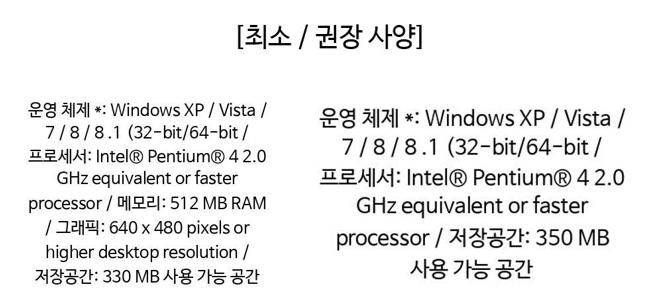 [최소 / 권장 사양]
운영 체제 *: Windows XP / Vista /
7 / 8 / 8.1 (32-bit/64-bit /
프로세서: Intel® Pentium® 4 2.0
GHz equivalent or faster
processor / 메모리: 512 MB RAM
/ 그래픽: 640 x 480 pixels or
higher desktop resolution /
저장공간: 330 MB 사용 가능 공간
운영 체제 *: Windows XP / Vista /
7 / 8 / 8.1 (32-bit/64-bit /
프로세서: Intel® Pentium® 4 2.0
GHz equivalent or faster
processor / 저장공간: 350 MB
사용 가능 공간